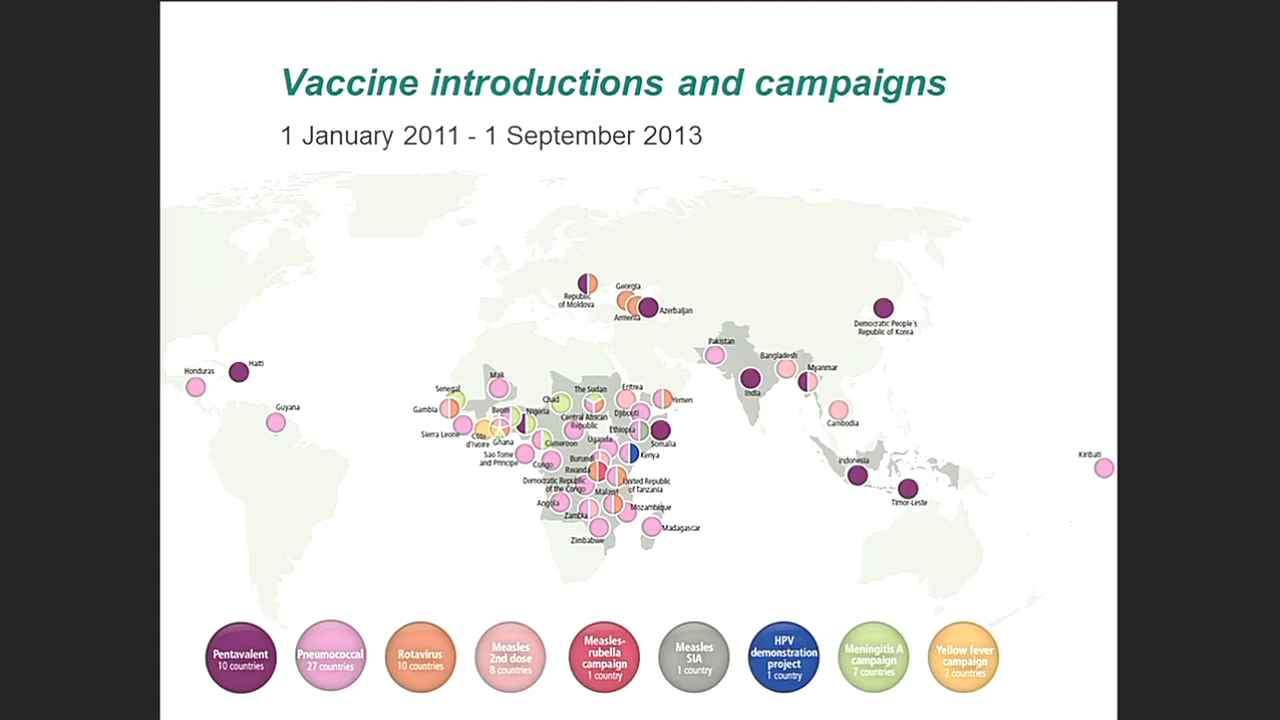 Vaccine introductions and campaigns
1 January 2011 - 1 September 2013
Republic
of Moldova
Georgia
Armenia
Azerbaijan
Democratic People's
Republic of Korea
Honduras
Haiti
Guyana
Pakistan
Bangladesh
Myanmar
India
Cambodia
Indonesia
Timor-Leste
Kiribati
Mali
Senegal
Gambia
Sierra Leone
Côte
d'Ivoire
Ghana
Benin
Nigeria
Chad
The Sudan
Eritrea
Yemen
Djibouti
Central African
Republic
Ethiopia
Somalia
Cameroon
Uganda
Kenya
Sao Tome
and Principe
Congo
Burundi
Rwanda
Democratic Republic
of the Congo
United Republic
of Tanzania
Malawi
Angola
Zambia
Mozambique
Madagascar
Zimbabwe
Pentavalent
10 countries
Pneumococcal
27 countries
Rotavirus
10 countries
Measles
2nd dose
8 countries
Measles-
rubella
campaign
1 country
Measles
SIA
1 country
HPV
demonstration
project
1 country
Meningitis A
campaign
7 countries
Yellow fever
campaign
2 countries